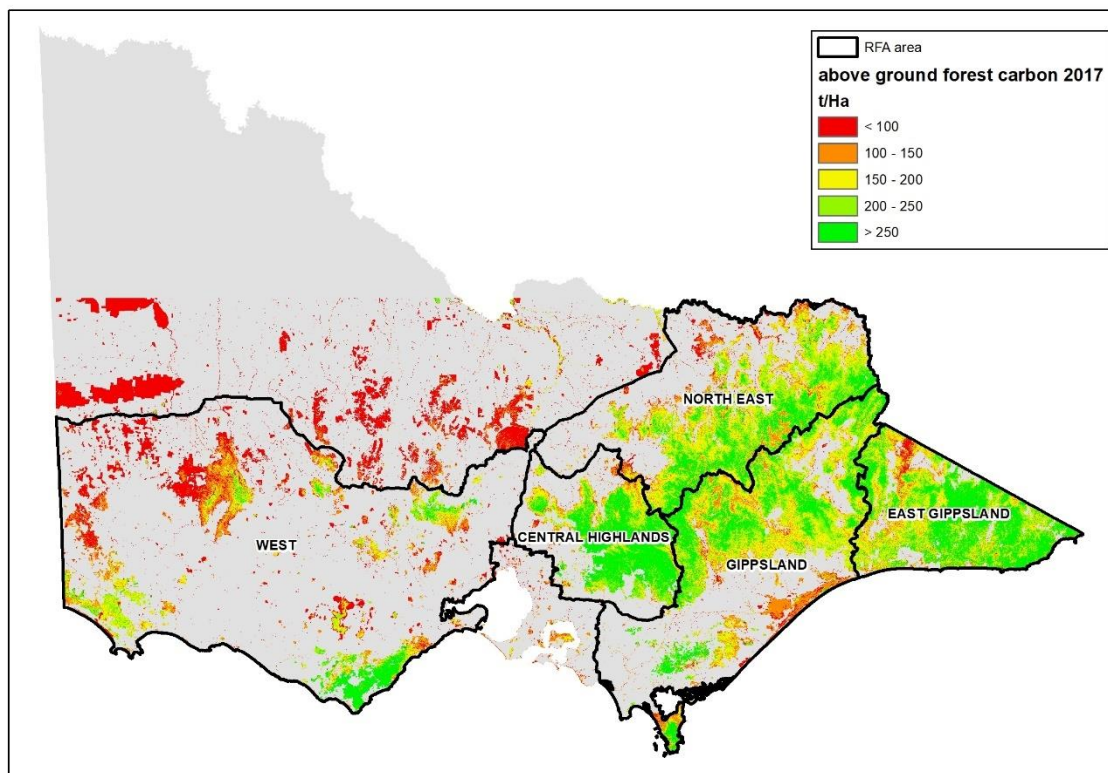 RFA area
above ground forest carbon 2017
t/Ha
< 100
100 - 150
150 - 200
200 - 250
> 250
NORTH EAST
EAST GIPPSLAND
CENTRAL HIGHLANDS
WEST
GIPPSLAND